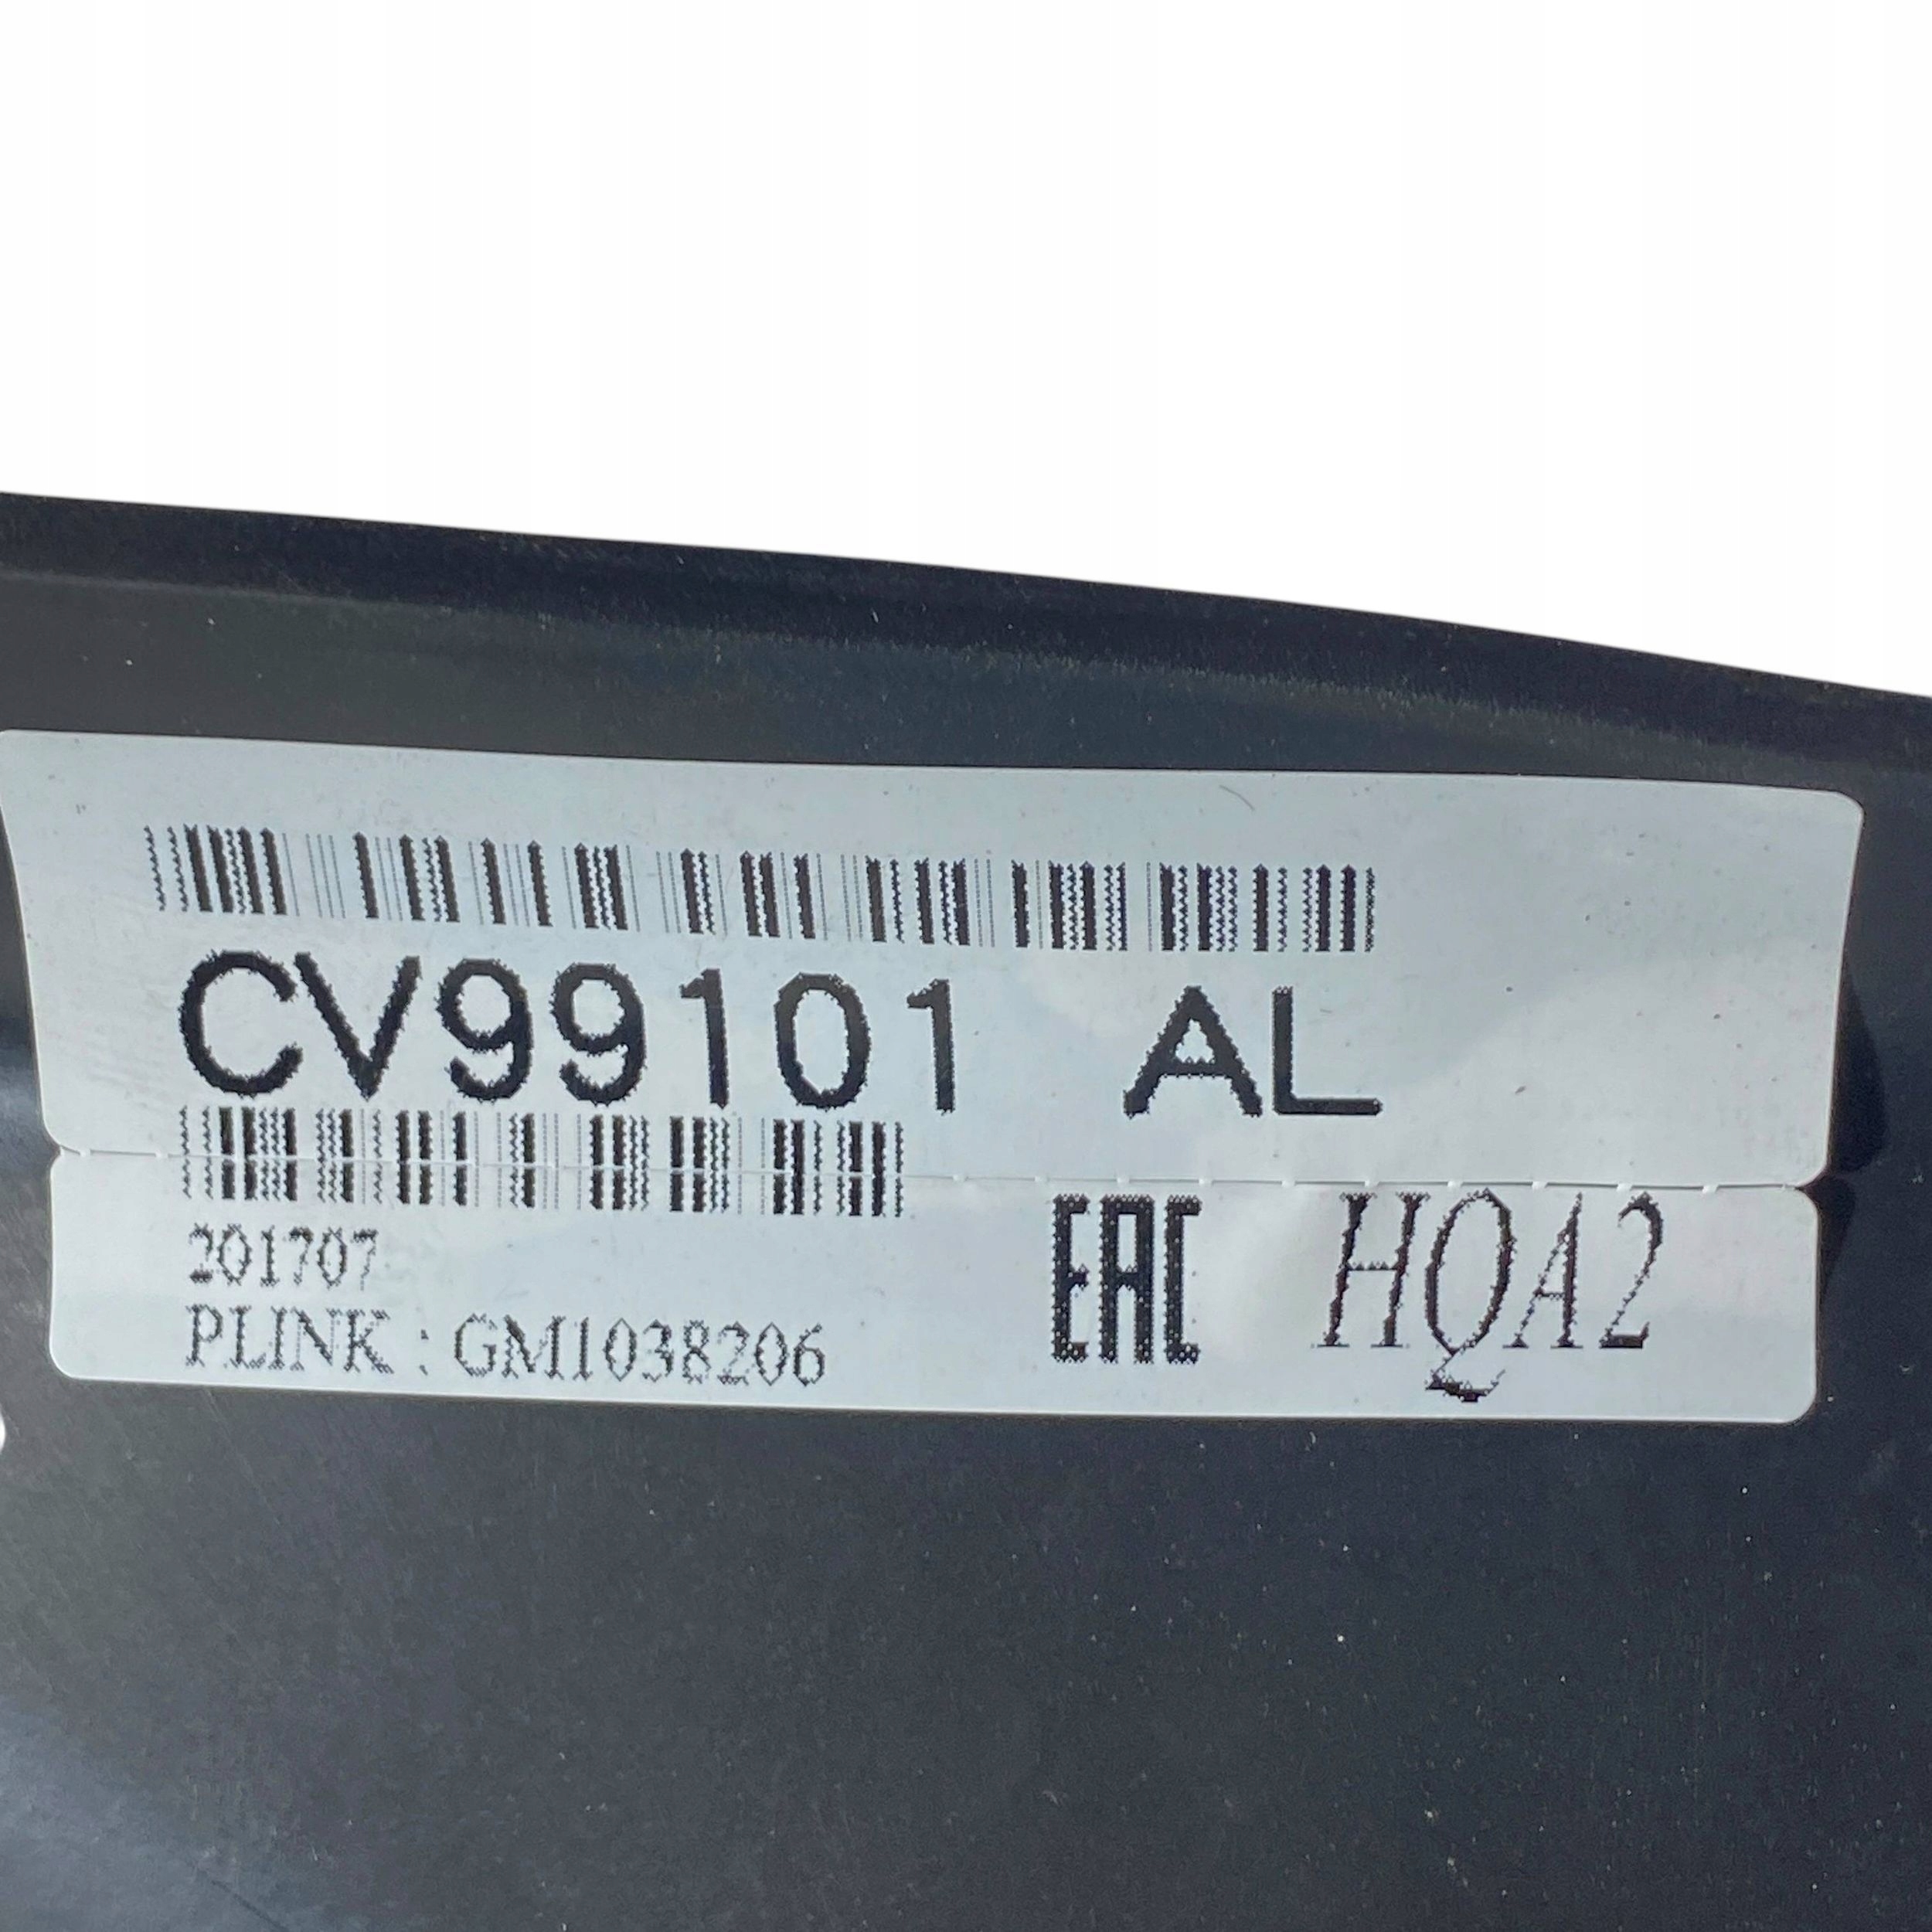 CV99101 AL
201707
PLINK : GM1038206
EAC HQA2